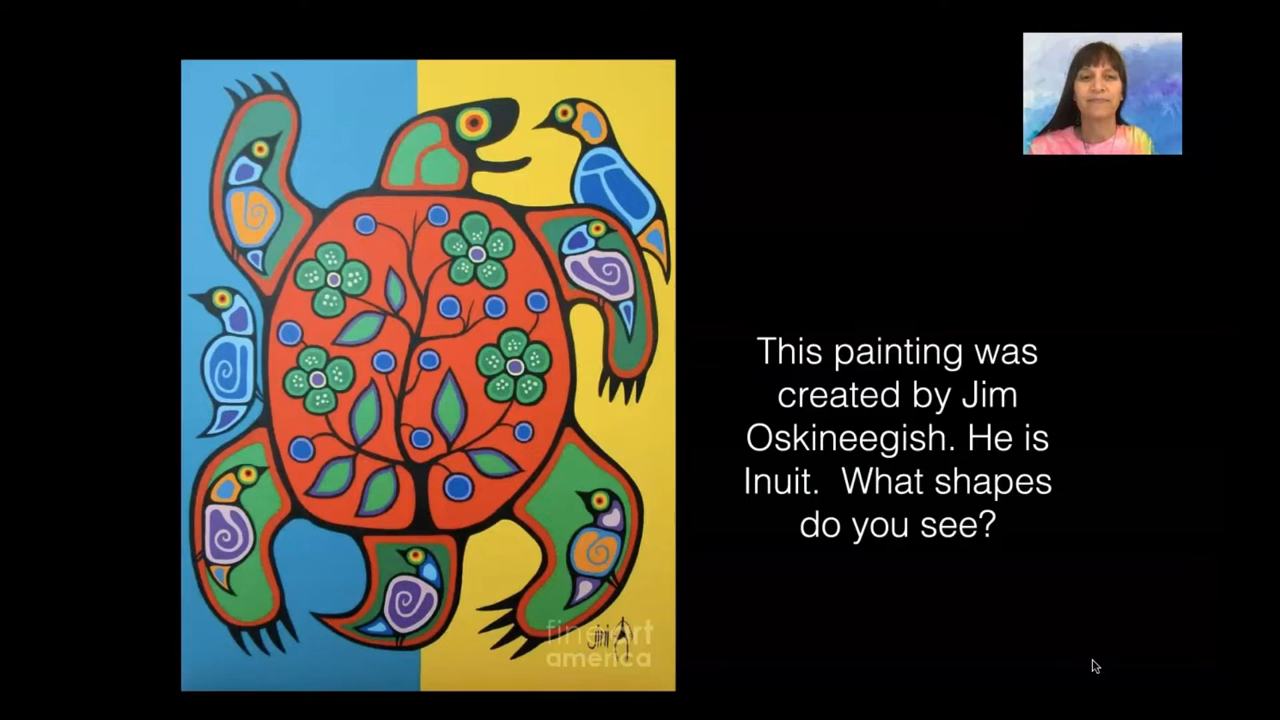 This painting was
created by Jim
Oskineegish. He is
Inuit.  What shapes
do you see?
fine art
america